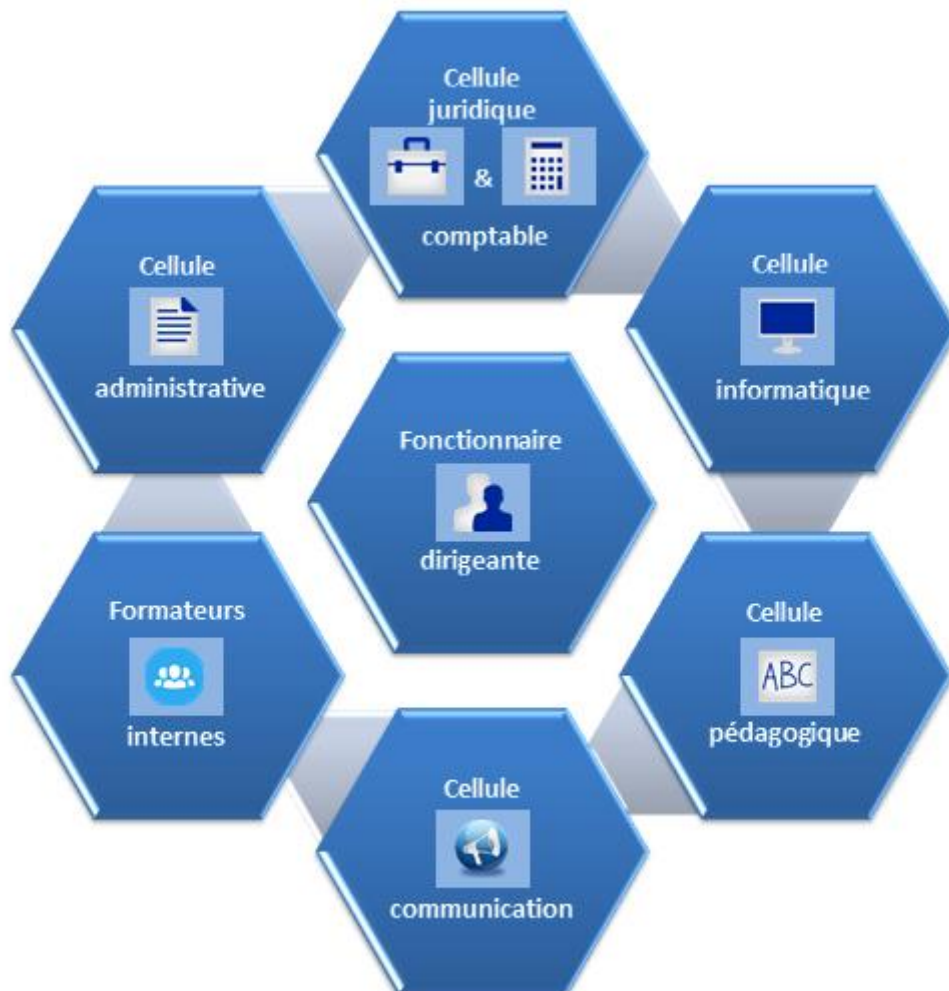 Cellule
juridique
&
comptable
Cellule
administrative
Cellule
informatique
Fonctionnaire
dirigeante
Formateurs
internes
Cellule
ABC
pédagogique
Cellule
communication